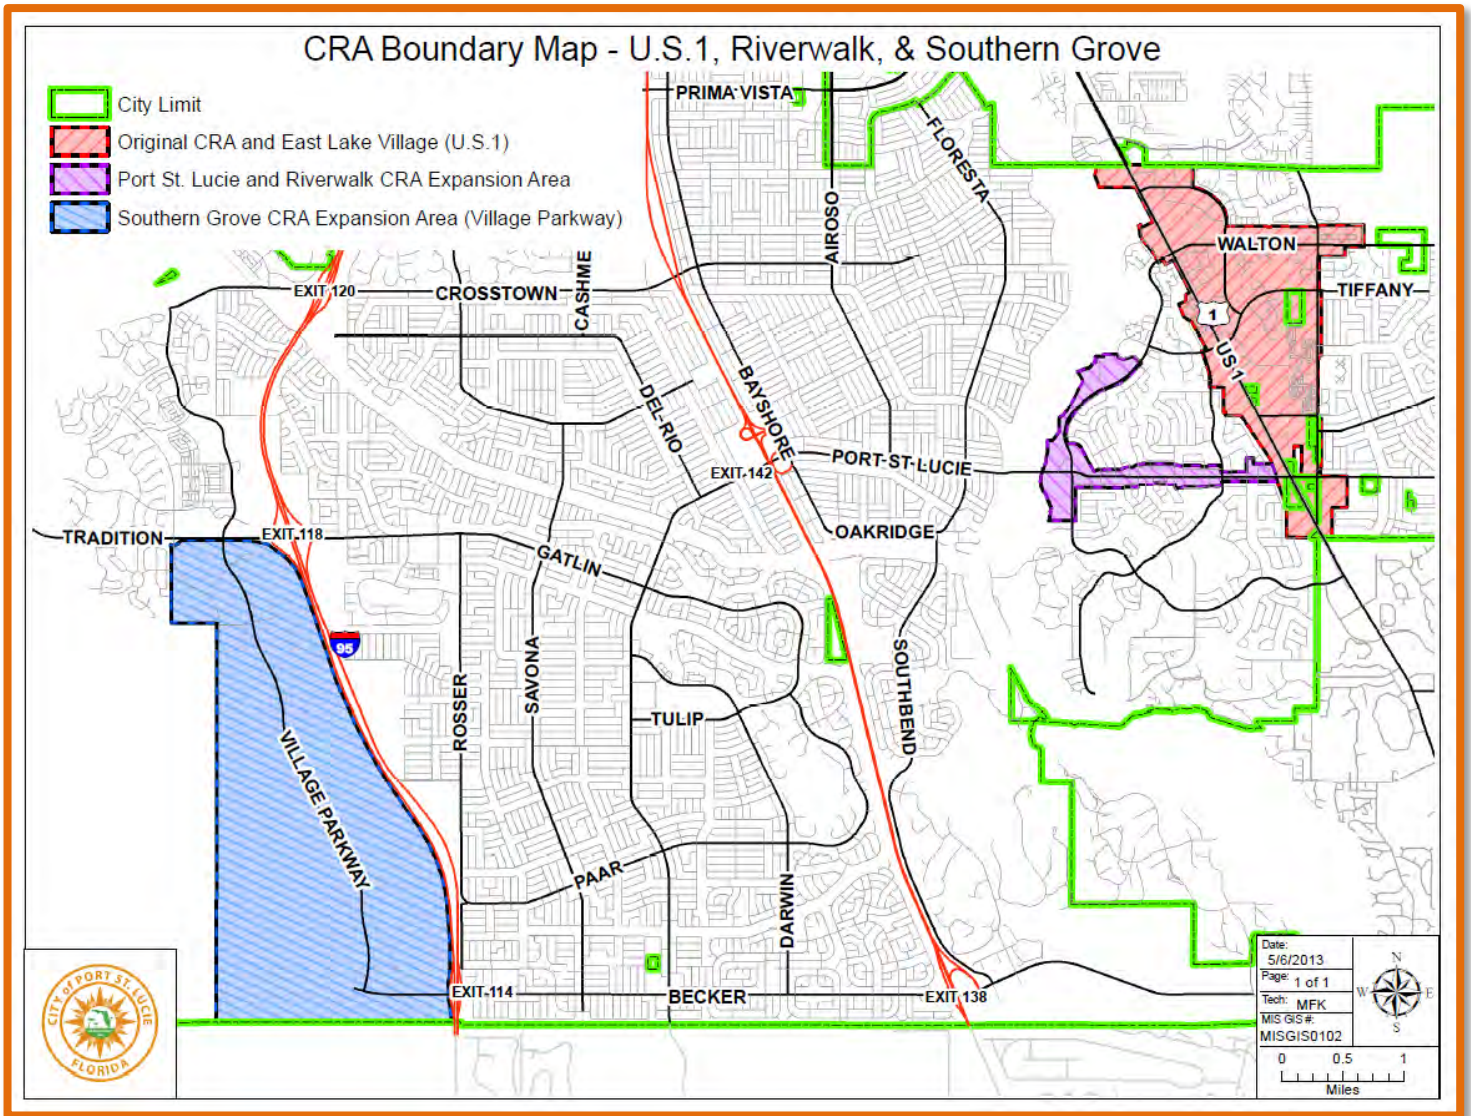 CRA Boundary Map - U.S.1, Riverwalk, & Southern Grove
City Limit
Original CRA and East Lake Village (U.S.1)
Port St. Lucie and Riverwalk CRA Expansion Area
Southern Grove CRA Expansion Area (Village Parkway)
PRIMA VISTA
FLORESTA
AIROSO
WALTON
CASHME
EXIT 120
CROSSTOWN
TIFFANY
1
US 1
BAYSHORE
DEL-RIO
EXIT-142
PORT-ST-LUCIE
TRADITION
EXIT 118
GATLIN
OAKRIDGE
95
ROSSER
SAVONA
TULIP
SOUTHBEND
VILLAGE PARKWAY
PAAR
DARWIN
EXIT-114
BECKER
EXIT 138
CITY of PORT ST. LUCIE
FLORIDA
Date:
5/6/2013
Page: 1 of 1
Tech: MFK
MIS GIS #:
MISGIS0102
N
W E
S
0 0.5 1
Miles